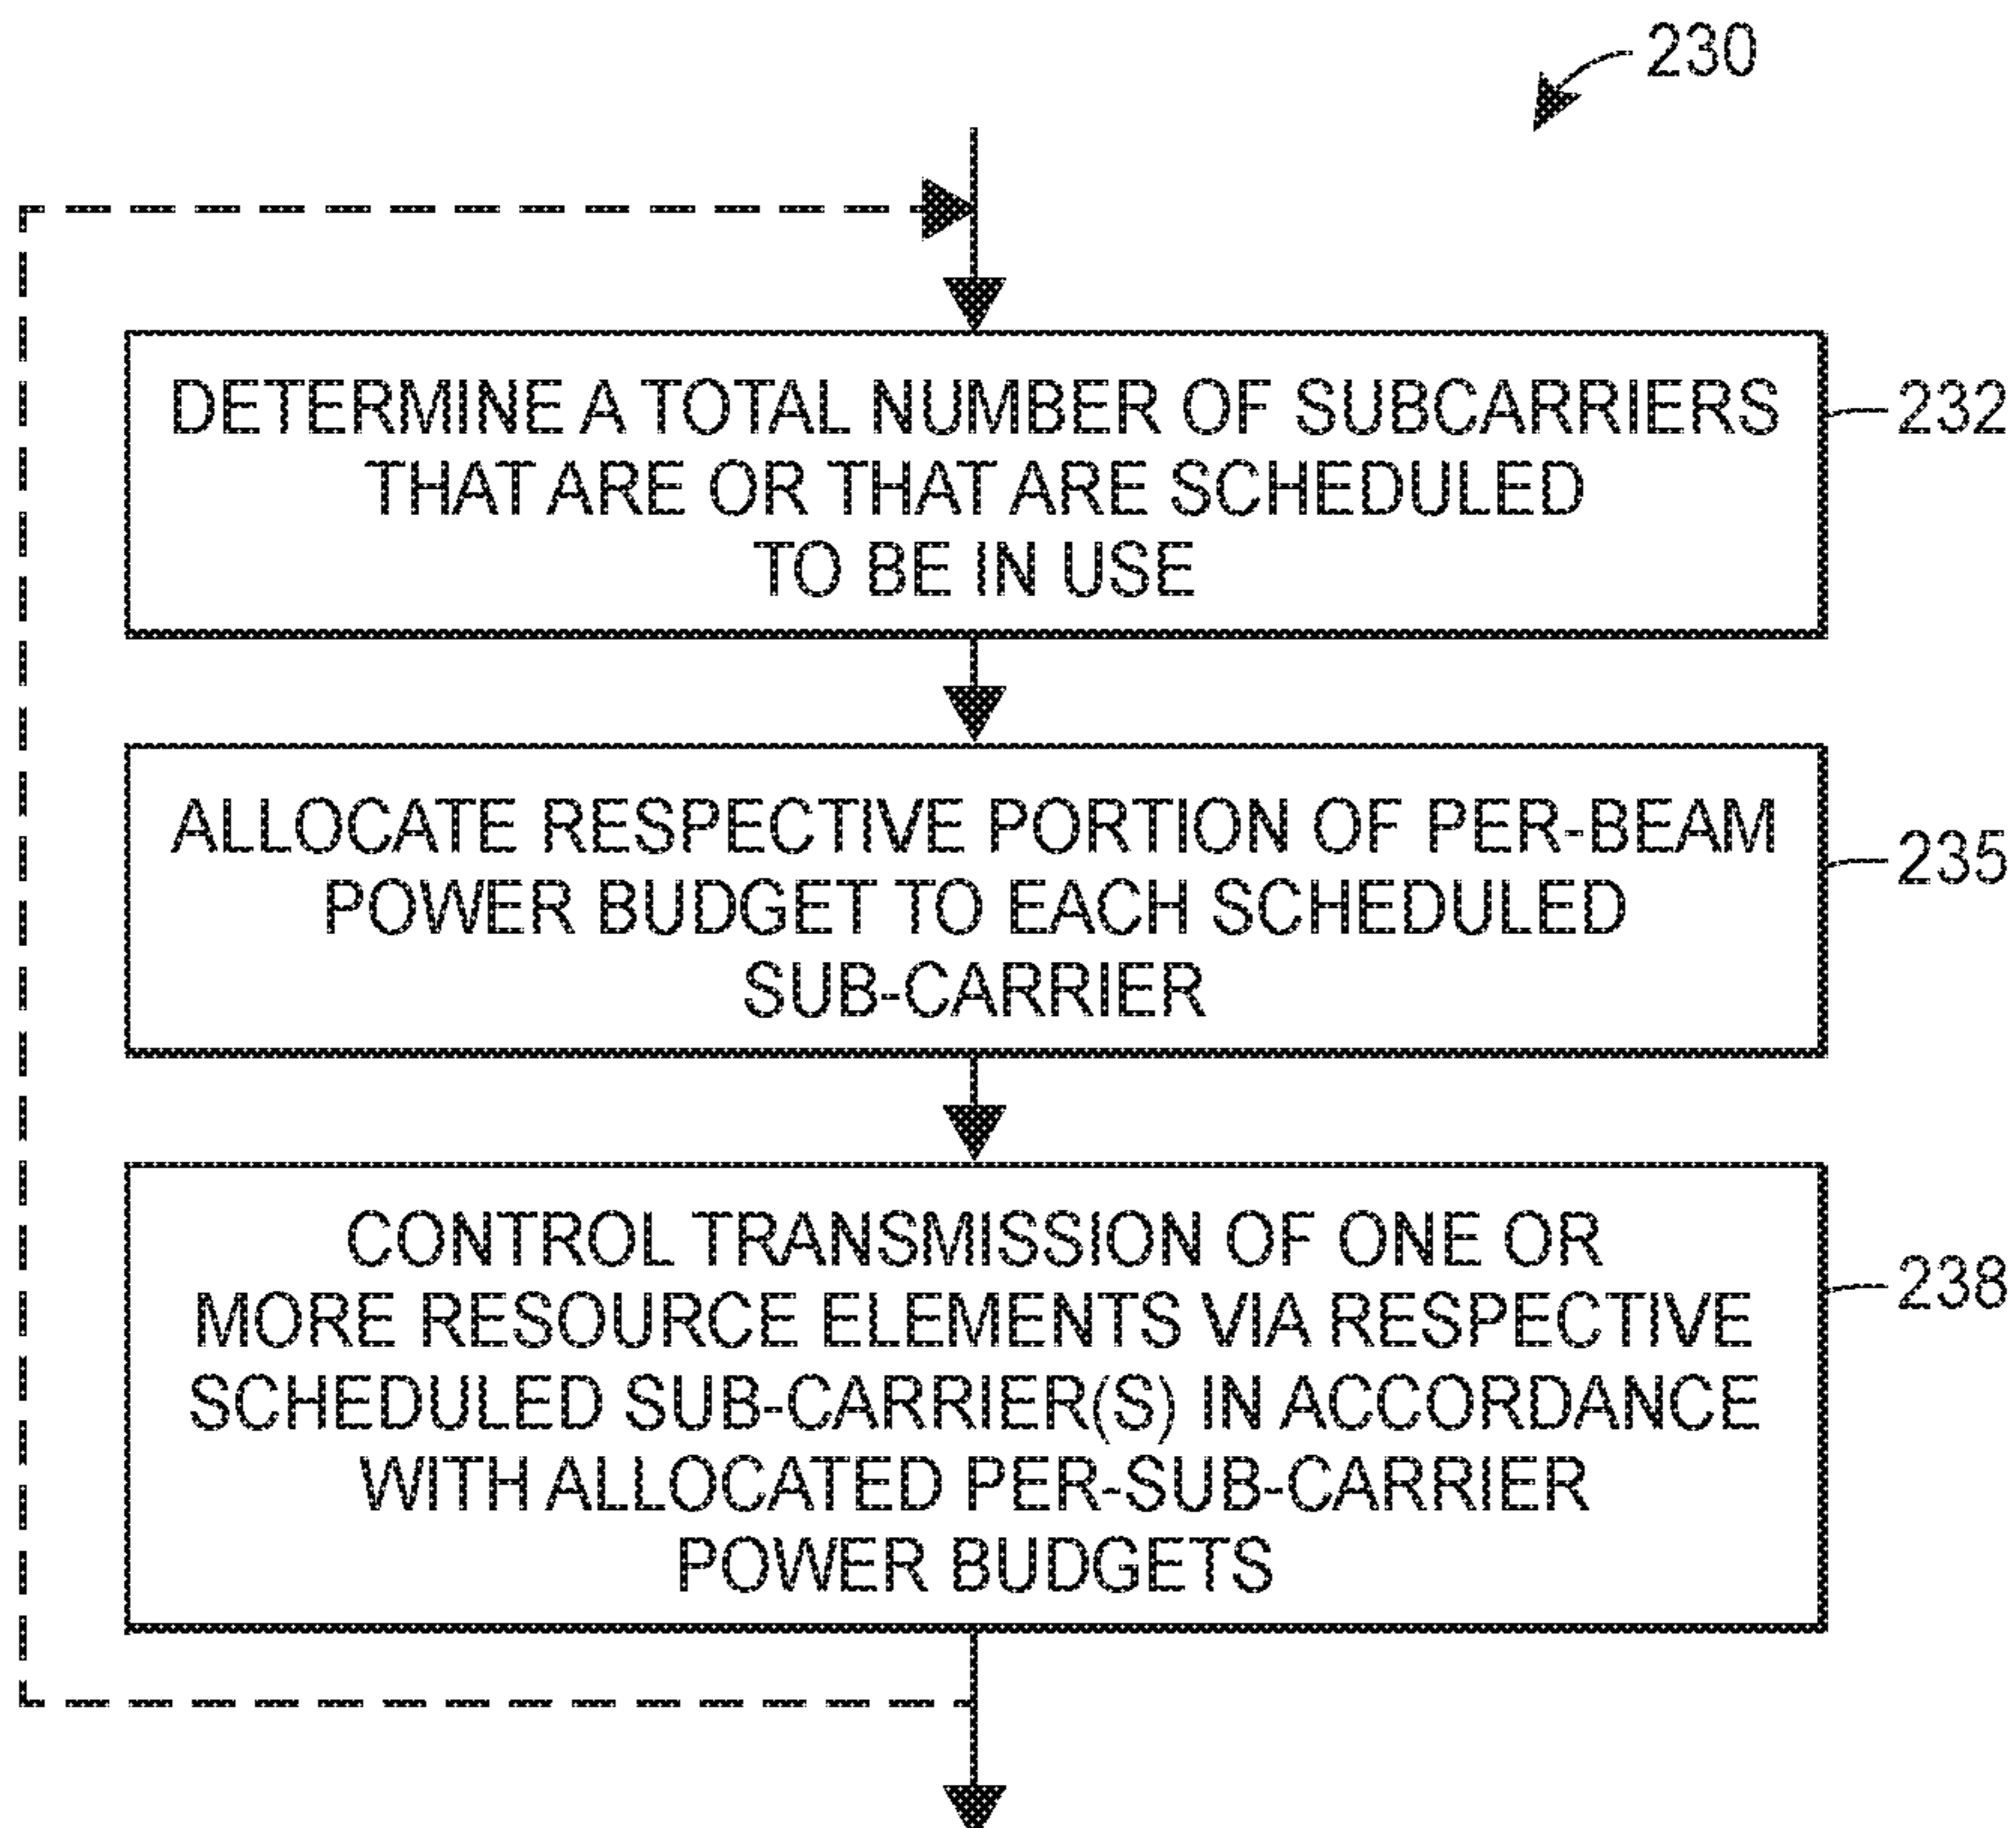 230
DETERMINE A TOTAL NUMBER OF SUBCARRIERS
THAT ARE OR THAT ARE SCHEDULED
TO BE IN USE
232
ALLOCATE RESPECTIVE PORTION OF PER-BEAM
POWER BUDGET TO EACH SCHEDULED
SUB-CARRIER
235
CONTROL TRANSMISSION OF ONE OR
MORE RESOURCE ELEMENTS VIA RESPECTIVE
SCHEDULED SUB-CARRIER(S) IN ACCORDANCE
WITH ALLOCATED PER-SUB-CARRIER
POWER BUDGETS
238